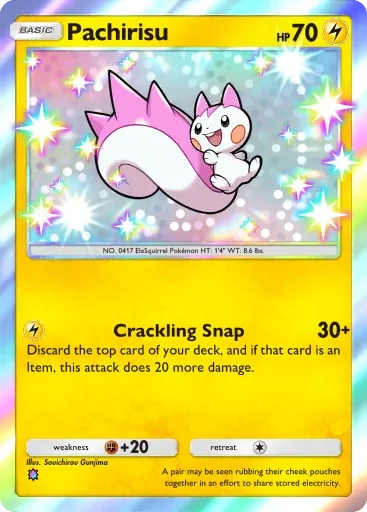 BASIC Pachirisu HP 70
NO. 0417 EleSquirrel Pokémon HT: 1'4" WT: 8.6 lbs.
Crackling Snap 30+
Discard the top card of your deck, and if that card is an
Item, this attack does 20 more damage.
weakness +20 retreat
Illus. Souichirou Gunjima
A pair may be seen rubbing their cheek pouches
together in an effort to share stored electricity.